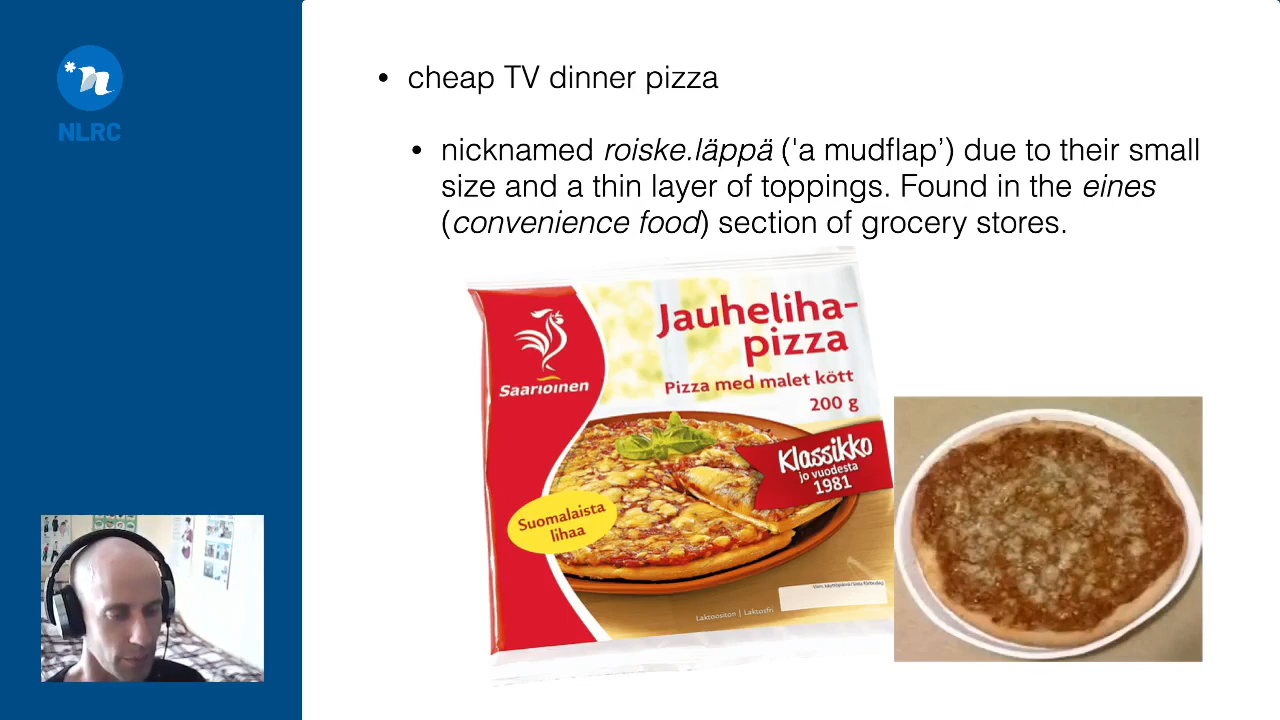 NLRC
• cheap TV dinner pizza
• nicknamed roiske.läppä ('a mudflap’) due to their small
size and a thin layer of toppings. Found in the eines
(convenience food) section of grocery stores.
Jauheliha-
pizza
Pizza med malet kött
200 g
Saarioinen
Klassikko
jo vuodesta
1981
Suomalaista
lihaa
Laktoositon | Laktosfri